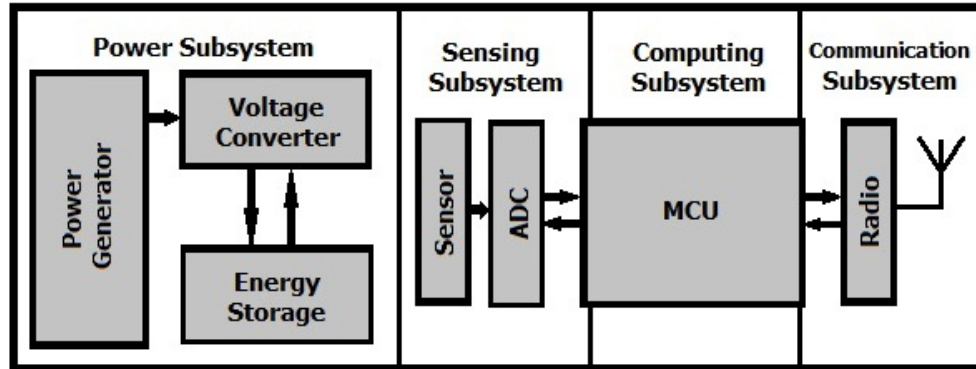 Power Subsystem
Power
Generator
Voltage
Converter
Energy
Storage
Sensing
Subsystem
Sensor
ADC
Computing
Subsystem
MCU
Communication
Subsystem
Radio